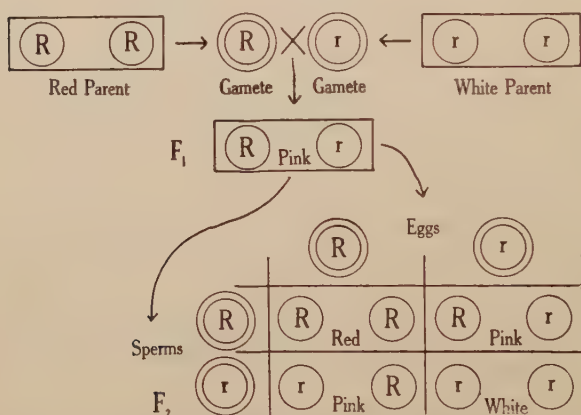 R R R r r r
Red Parent Gamete Gamete White Parent
F₁ R Pink r
Eggs
R r
Sperms R R Red R R Pink r
F₂ r r Pink R r White r